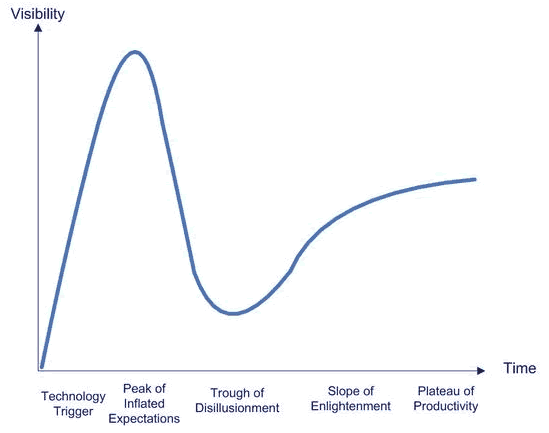 Visibility
Time
Technology
Trigger
Peak of
Inflated
Expectations
Trough of
Disillusionment
Slope of
Enlightenment
Plateau of
Productivity